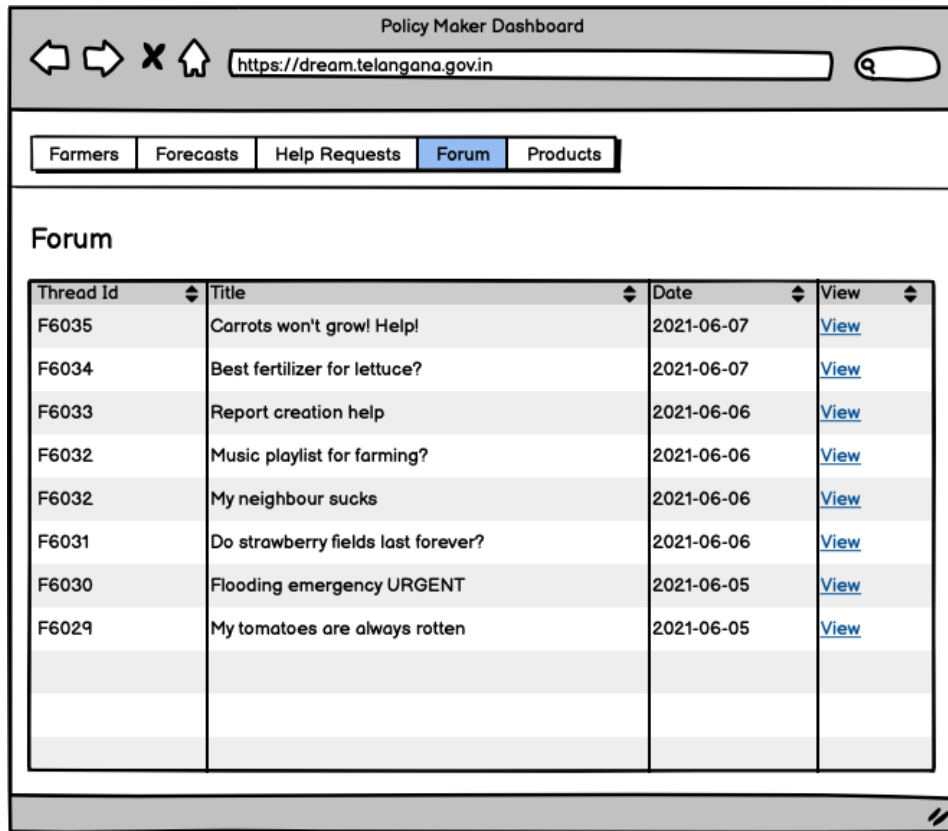 Policy Maker Dashboard
https://dream.telangana.gov.in
Farmers Forecasts Help Requests Forum Products
Forum
Thread Id Title Date View
F6035 Carrots won't grow! Help! 2021-06-07 View
F6034 Best fertilizer for lettuce? 2021-06-07 View
F6033 Report creation help 2021-06-06 View
F6032 Music playlist for farming? 2021-06-06 View
F6032 My neighbour sucks 2021-06-06 View
F6031 Do strawberry fields last forever? 2021-06-06 View
F6030 Flooding emergency URGENT 2021-06-05 View
F6029 My tomatoes are always rotten 2021-06-05 View